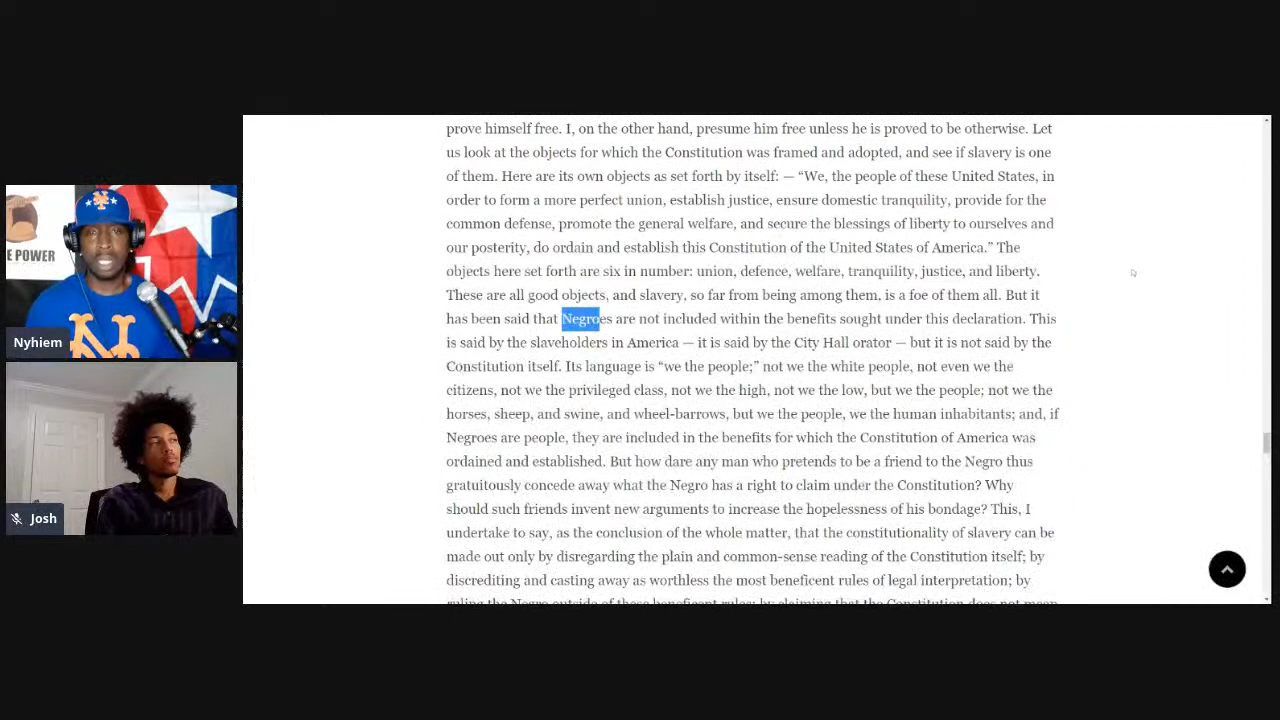 E POWER
Nyhiem
Josh
prove himself free. I, on the other hand, presume him free unless he is proved to be otherwise. Let
us look at the objects for which the Constitution was framed and adopted, and see if slavery is one
of them. Here are its own objects as set forth by itself: — “We, the people of these United States, in
order to form a more perfect union, establish justice, ensure domestic tranquility, provide for the
common defense, promote the general welfare, and secure the blessings of liberty to ourselves and
our posterity, do ordain and establish this Constitution of the United States of America.” The
objects here set forth are six in number: union, defence, welfare, tranquility, justice, and liberty.
These are all good objects, and slavery, so far from being among them, is a foe of them all. But it
has been said that Negroes are not included within the benefits sought under this declaration. This
is said by the slaveholders in America — it is said by the City Hall orator — but it is not said by the
Constitution itself. Its language is “we the people;” not we the white people, not even we the
citizens, not we the privileged class, not we the high, not we the low, but we the people; not we the
horses, sheep, and swine, and wheel-barrows, but we the people, we the human inhabitants; and, if
Negroes are people, they are included in the benefits for which the Constitution of America was
ordained and established. But how dare any man who pretends to be a friend to the Negro thus
gratuitously concede away what the Negro has a right to claim under the Constitution? Why
should such friends invent new arguments to increase the hopelessness of his bondage? This, I
undertake to say, as the conclusion of the whole matter, that the constitutionality of slavery can be
made out only by disregarding the plain and common-sense reading of the Constitution itself; by
discrediting and casting away as worthless the most beneficent rules of legal interpretation; by
ruling the Negro outside of these beneficent rules; by claiming that the Constitution does not mean